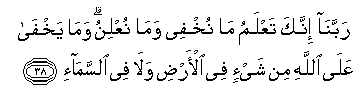 رَبَّنَآ إِنَّكَ تَعْلَمُ مَا نُخْفِى وَمَا نُعْلِنُ ۗ وَمَا يَخْفَىٰ
عَلَى ٱللَّهِ مِن شَىْءٍ فِى ٱلْأَرْضِ وَلَا فِى ٱلسَّمَآءِ ﴿٣٨﴾